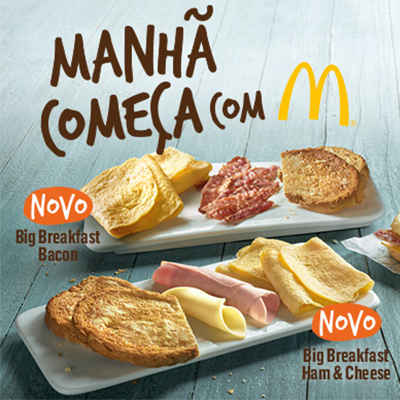 MANHÃ
COMEÇA COM
NOVO
Big Breakfast
Bacon
NOVO
Big Breakfast
Ham & Cheese